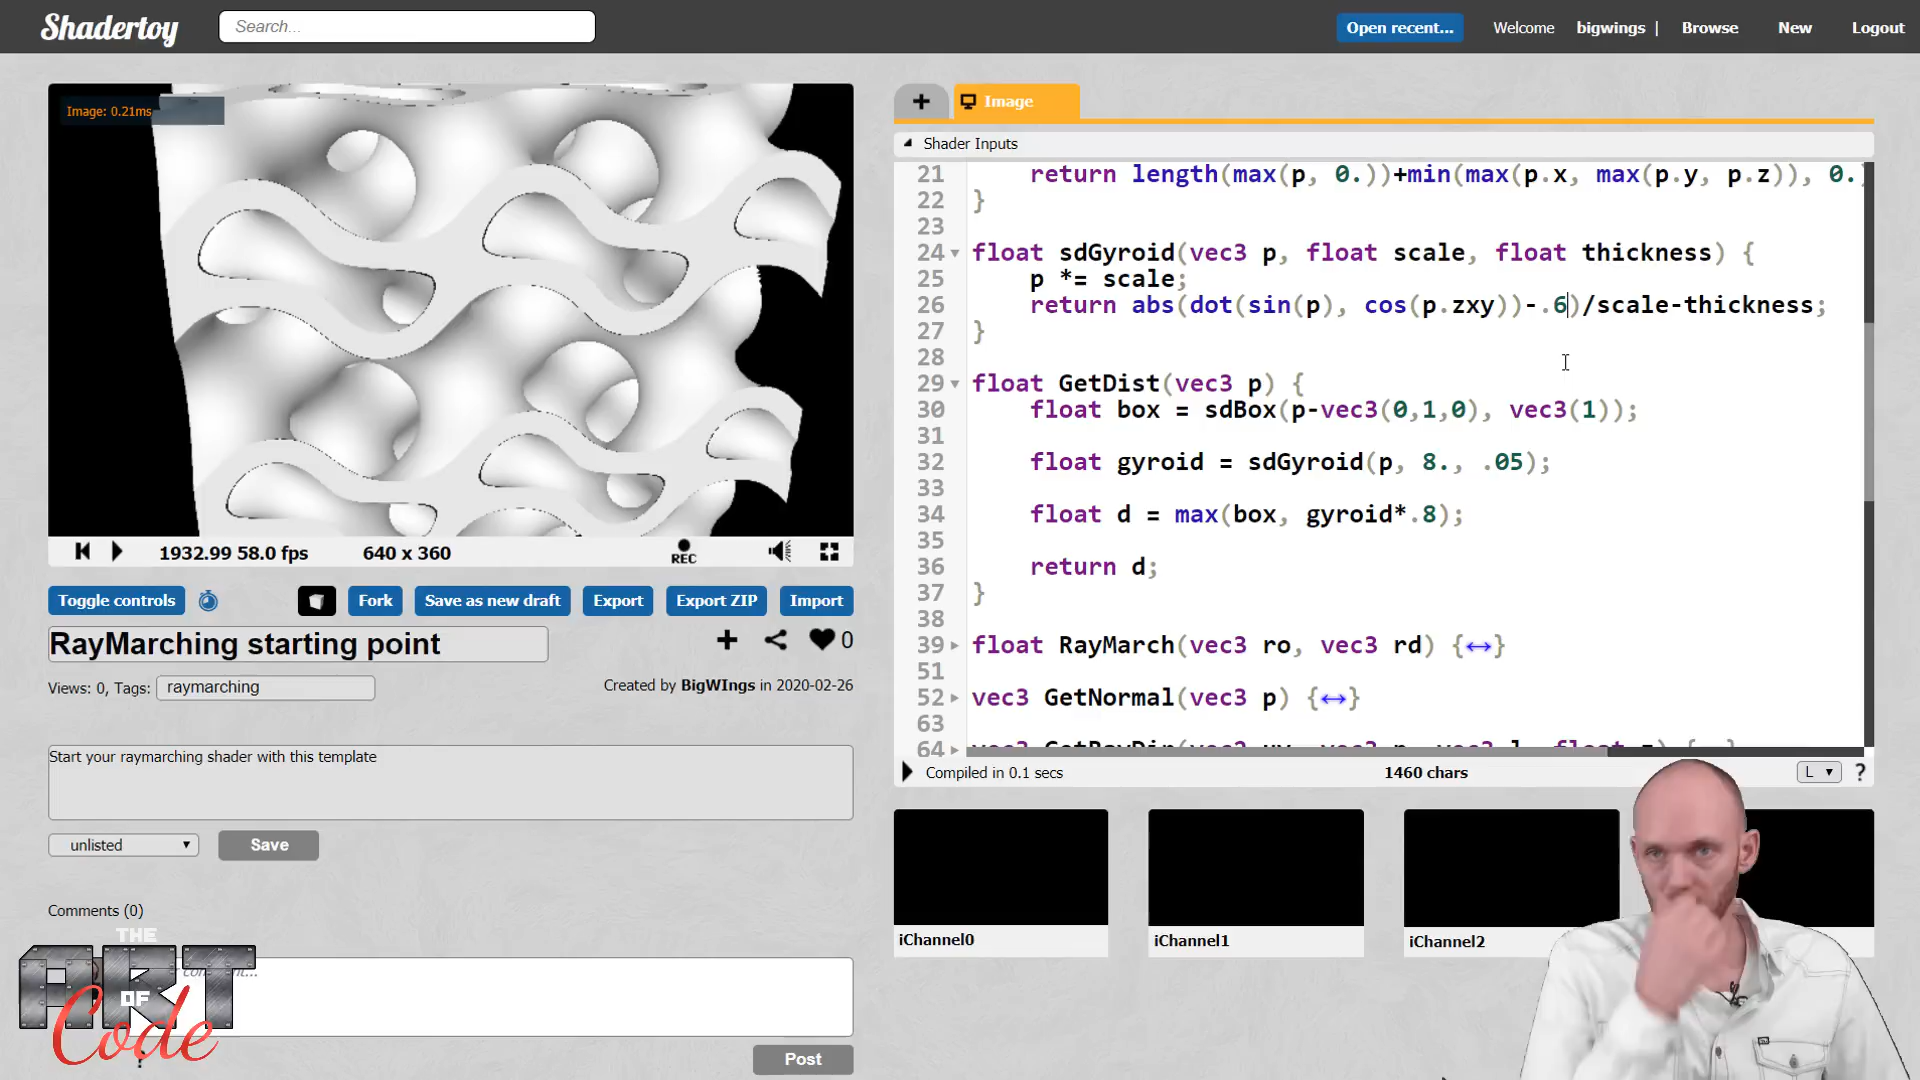 Shadertoy
Search...
Open recent...
Welcome bigwings | Browse New Logout
Image: 0.21ms
+ Image
Shader Inputs
21 return length(max(p, 0.))+min(max(p.x, max(p.y, p.z)), 0.
22 }
23
24 float sdGyroid(vec3 p, float scale, float thickness) {
25 p *= scale;
26 return abs(dot(sin(p), cos(p.zxy))-.6)/scale-thickness;
27 }
28
29 float GetDist(vec3 p) {
30 float box = sdBox(p-vec3(0,1,0), vec3(1));
31
32 float gyroid = sdGyroid(p, 8., .05);
33
34 float d = max(box, gyroid*.8);
35
36 return d;
37 }
38
39 float RayMarch(vec3 ro, vec3 rd) {↔}
51
52 vec3 GetNormal(vec3 p) {↔}
63
64
1932.99 58.0 fps 640 x 360 REC
Toggle controls Fork Save as new draft Export Export ZIP Import
RayMarching starting point
0
Views: 0, Tags: raymarching
Created by BigWIngs in 2020-02-26
Start your raymarching shader with this template
unlisted Save
Compiled in 0.1 secs 1460 chars L ?
iChannel0 iChannel1 iChannel2
Comments (0)
THE
ART
OF
Code
?
Post